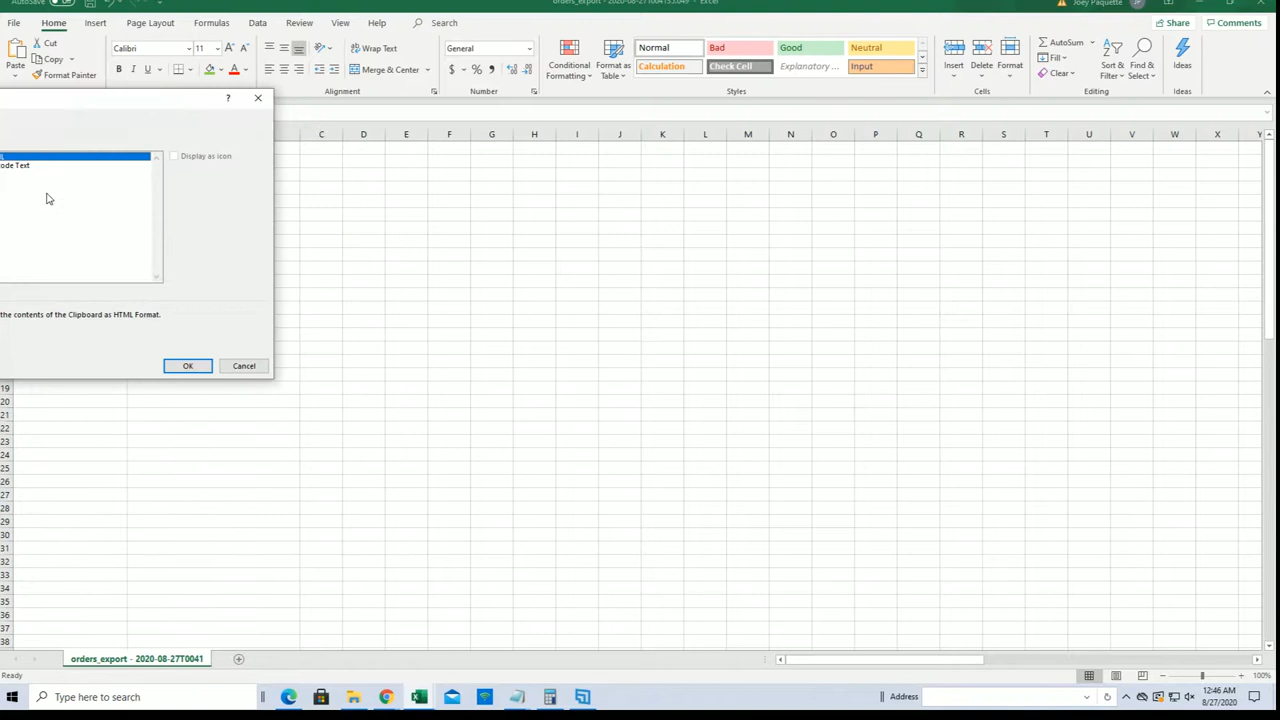 AutoSave
orders_export - 2020-08-27T004153.049 - Excel
Joey Paquette
File Home Insert Page Layout Formulas Data Review View Help Search
Share Comments
Paste
Cut
Copy
Format Painter
Calibri 11 A A
B I U A
Wrap Text
Merge & Center
Alignment
General
$ % ,
Number
Conditional Formatting
Format as Table
Normal Bad Good Neutral
Calculation Check Cell Explanatory ... Input
Styles
Insert Delete Format
Cells
AutoSum
Fill
Clear
Sort & Filter
Find & Select
Editing
Ideas
Ideas
? ×
C D E F G H I J K L M N O P Q R S T U V W X Y
ode Text
Display as icon
the contents of the Clipboard as HTML Format.
OK Cancel
19
20
21
22
23
24
25
26
27
28
29
30
31
32
33
34
35
36
37
38
orders_export - 2020-08-27T0041
Ready
100%
Type here to search
Address
12:46 AM
8/27/2020